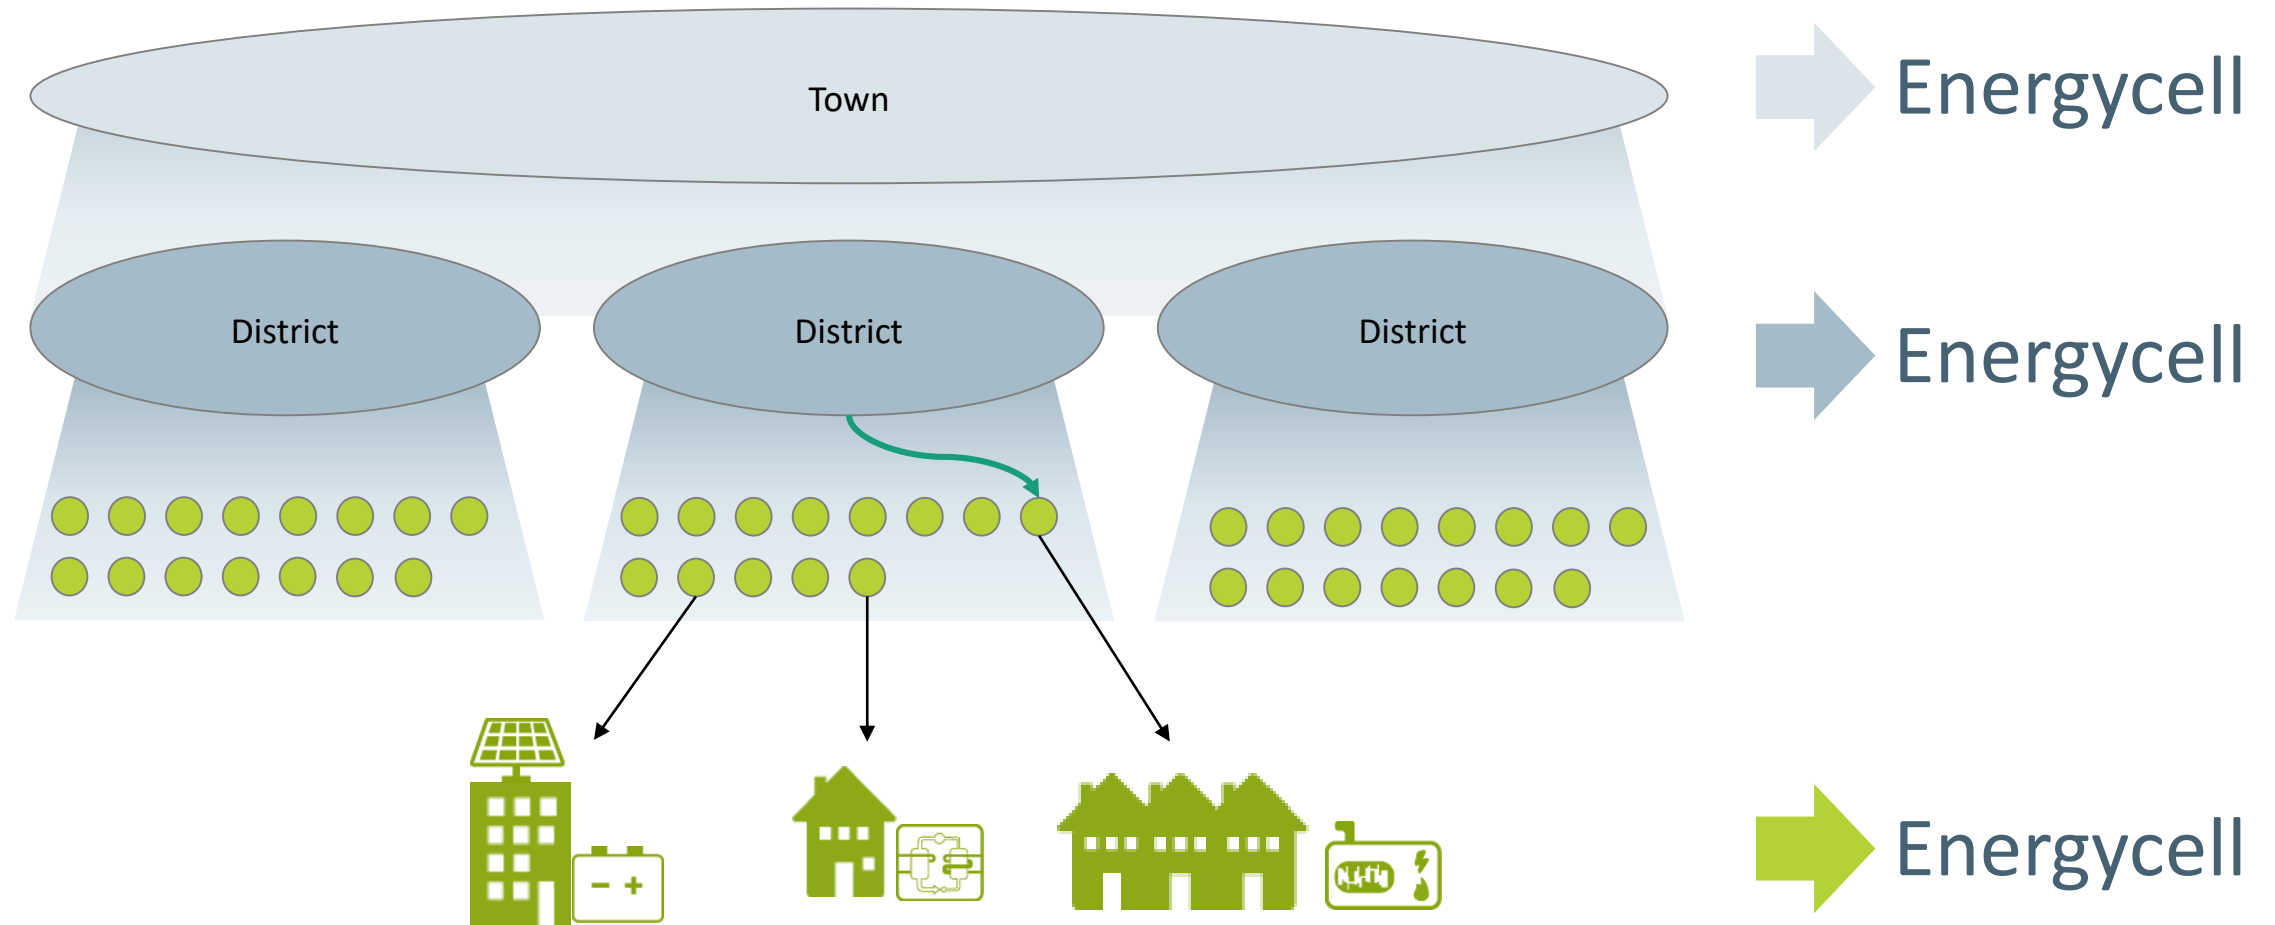 Town
Energycell
District
District
District
Energycell
Energycell